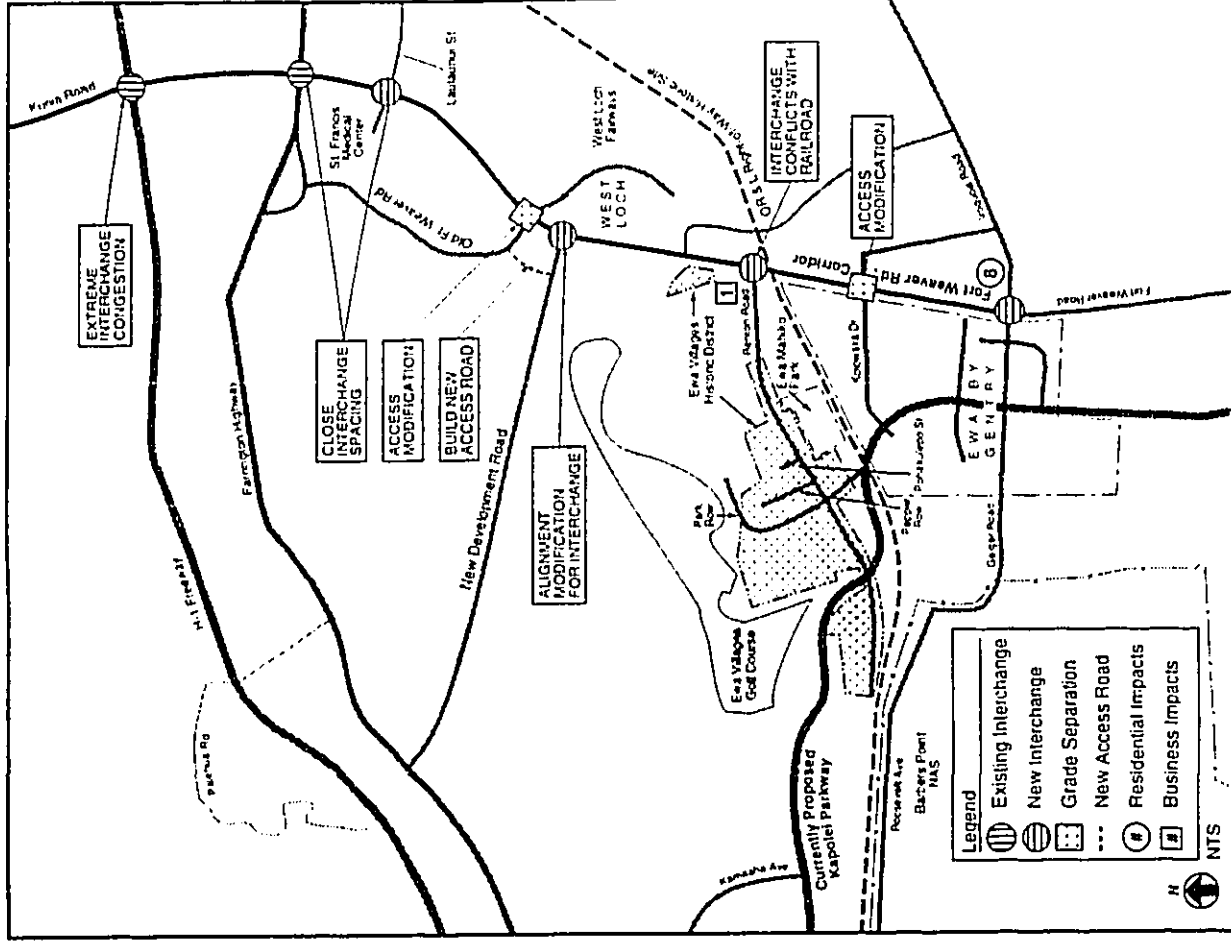 EXTREME
INTERCHANGE
CONGESTION
CLOSE
INTERCHANGE
SPACING
ACCESS
MODIFICATION
BUILD NEW
ACCESS ROAD
ALIGNMENT
MODIFICATION
FOR INTERCHANGE
INTERCHANGE
CONFLICTS WITH
RAILROAD
ACCESS
MODIFICATION
Kunia Road
St Francis
Medical
Center
Old Ft Weaver Rd
West Loch
Fairways
WEST
LOCH
Farrington Highway
H-1 Freeway
New Development Road
Ewa Villages
Historic District
1
Renton Road
Ewa Mahiko
Park
Corridor
Fort Weaver Rd
8
Fort Weaver Road
Geiger Road
EWA BY
GENTRY
Park
Row
Ewa Villages
Golf Course
Currently Proposed
Kapolei Parkway
Roosevelt Ave
Barbers Point
NAS
Legend
Existing Interchange
New Interchange
Grade Separation
New Access Road
# Residential Impacts
# Business Impacts
N
NTS